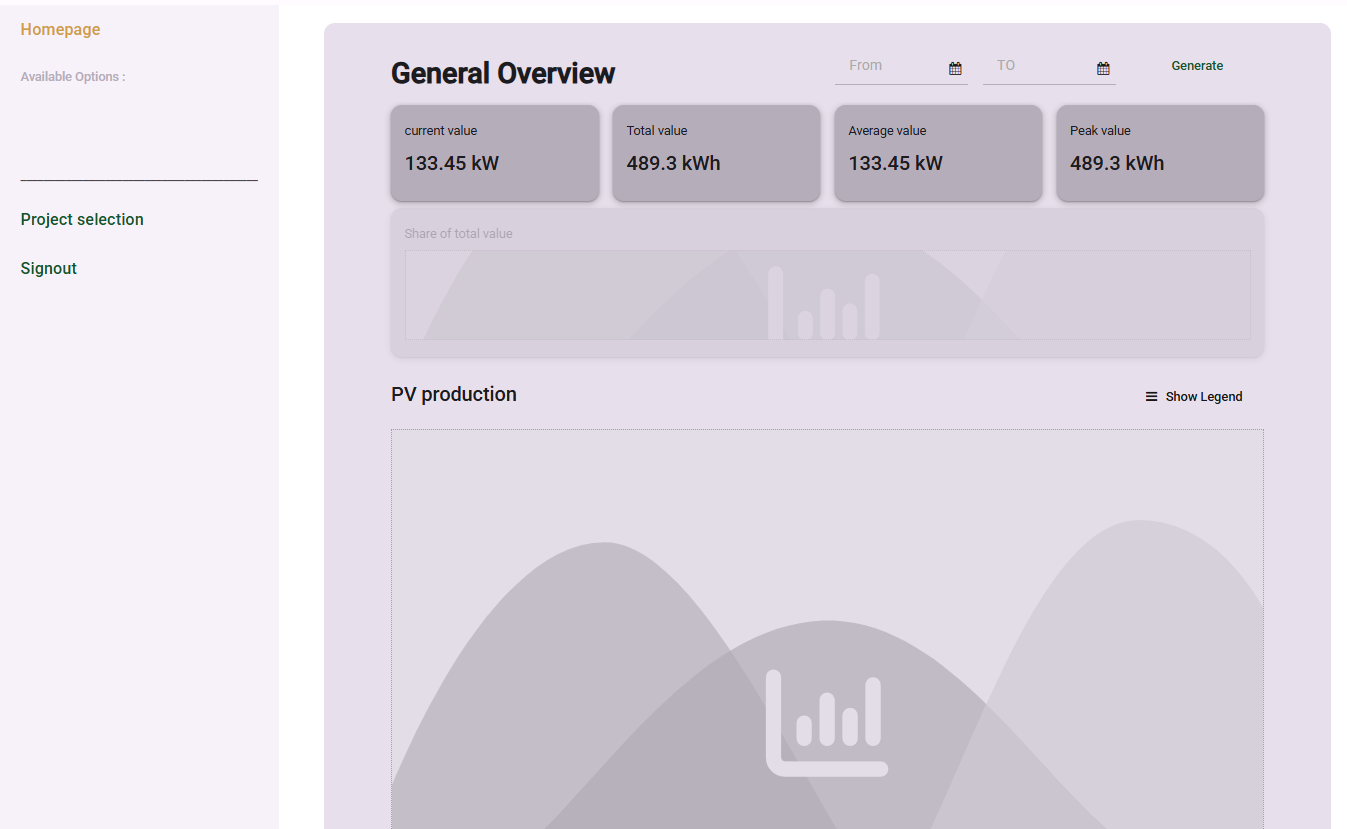 Homepage
Available Options :
Project selection
Signout
General Overview
From
TO
Generate
current value
133.45 kW
Total value
489.3 kWh
Average value
133.45 kW
Peak value
489.3 kWh
Share of total value
PV production
Show Legend